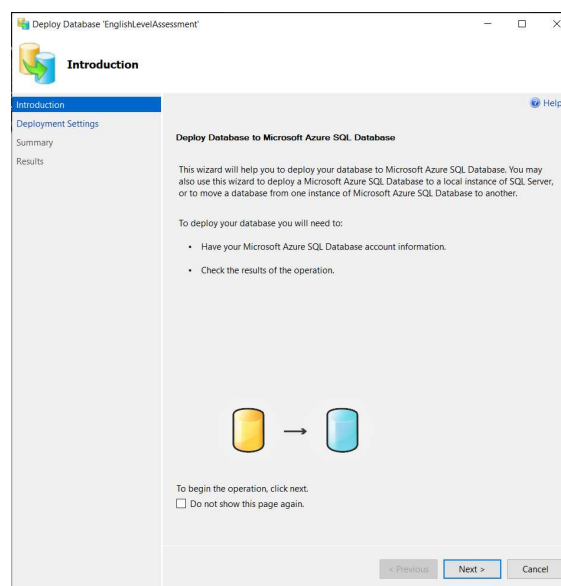 Deploy Database 'EnglishLevelAssessment'
Introduction
Introduction
Help
Deployment Settings
Summary
Results
Deploy Database to Microsoft Azure SQL Database
This wizard will help you to deploy your database to Microsoft Azure SQL Database. You may
also use this wizard to deploy a Microsoft Azure SQL Database to a local instance of SQL Server,
or to move a database from one instance of Microsoft Azure SQL Database to another.
To deploy your database you will need to:
• Have your Microsoft Azure SQL Database account information.
• Check the results of the operation.
To begin the operation, click next.
Do not show this page again.
< Previous
Next >
Cancel